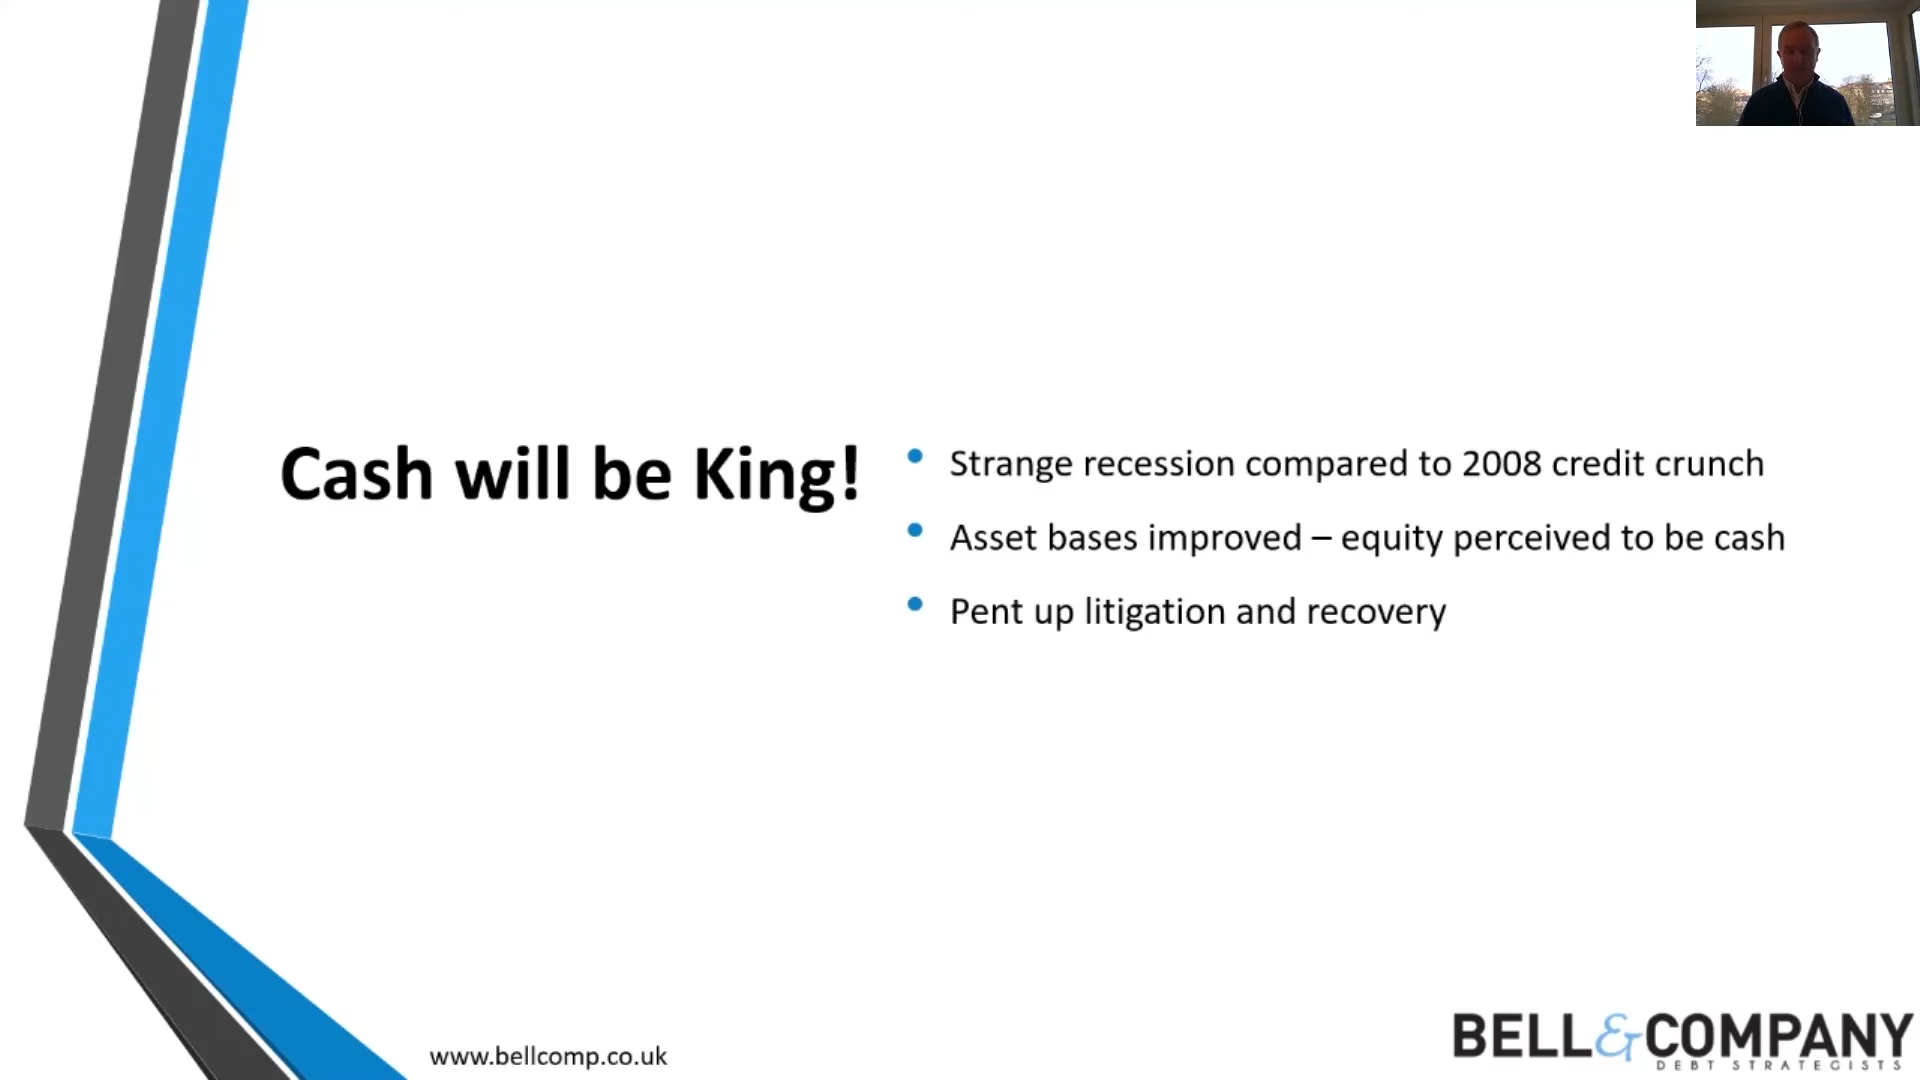 Cash will be King!
• Strange recession compared to 2008 credit crunch
• Asset bases improved – equity perceived to be cash
• Pent up litigation and recovery
www.bellcomp.co.uk
BELL&COMPANY
DEBT STRATEGISTS